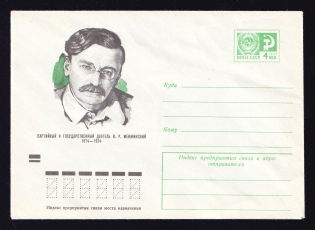 ПОЧТА СССР 4 КОП
Куда
ПАРТИЙНЫЙ И ГОСУДАРСТВЕННЫЙ ДЕЯТЕЛЬ В. Р. МЕНЖИНСКИЙ
1874—1934
Кому
Индекс предприятия связи и адрес
отправителя
Индекс предприятия связи места назначения